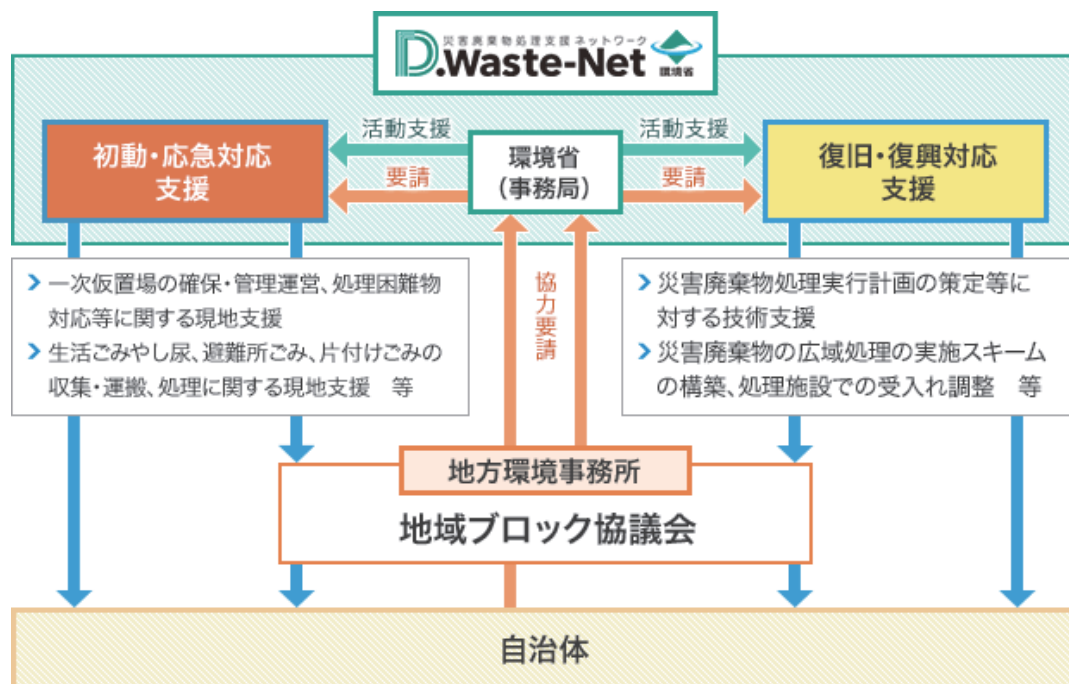 災害廃棄物処理支援ネットワーク
D.Waste-Net
環境省
初動・応急対応
支援
活動支援
要請
環境省
（事務局）
活動支援
要請
復旧・復興対応
支援
一次仮置場の確保・管理運営、処理困難物
対応等に関する現地支援
生活ごみやし尿、避難所ごみ、片付けごみの
収集・運搬、処理に関する現地支援　等
協力要請
災害廃棄物処理実行計画の策定等に
対する技術支援
災害廃棄物の広域処理の実施スキーム
の構築、処理施設での受入れ調整　等
地方環境事務所
地域ブロック協議会
自治体